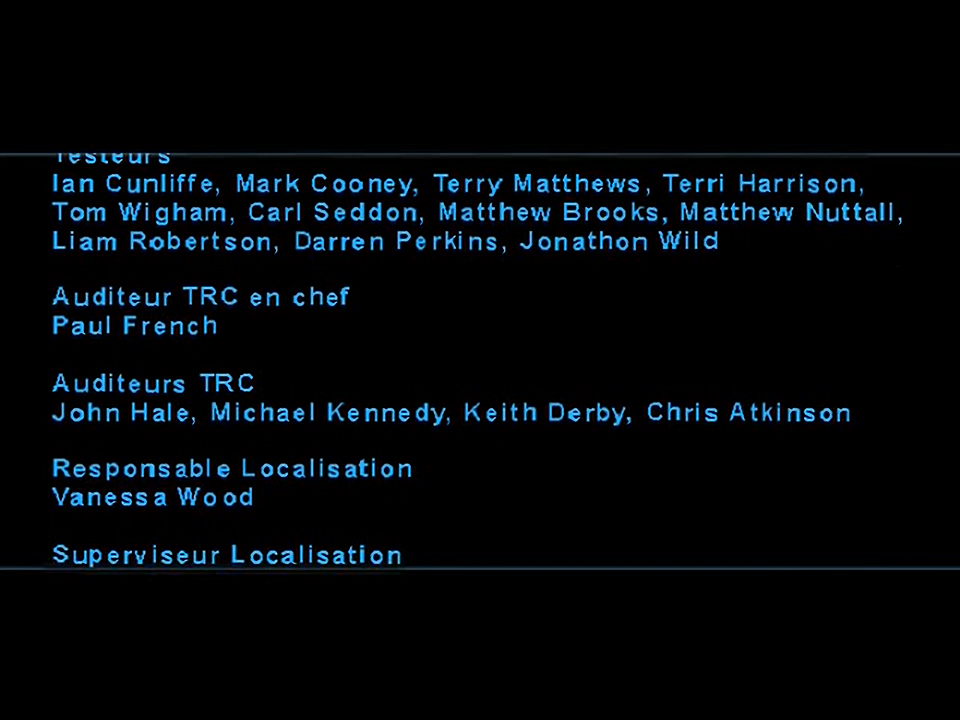 Testeurs
Ian Cunliffe, Mark Cooney, Terry Matthews, Terri Harrison,
Tom Wigham, Carl Seddon, Matthew Brooks, Matthew Nuttall,
Liam Robertson, Darren Perkins, Jonathon Wild
Auditeur TRC en chef
Paul French
Auditeurs TRC
John Hale, Michael Kennedy, Keith Derby, Chris Atkinson
Responsable Localisation
Vanessa Wood
Superviseur Localisation